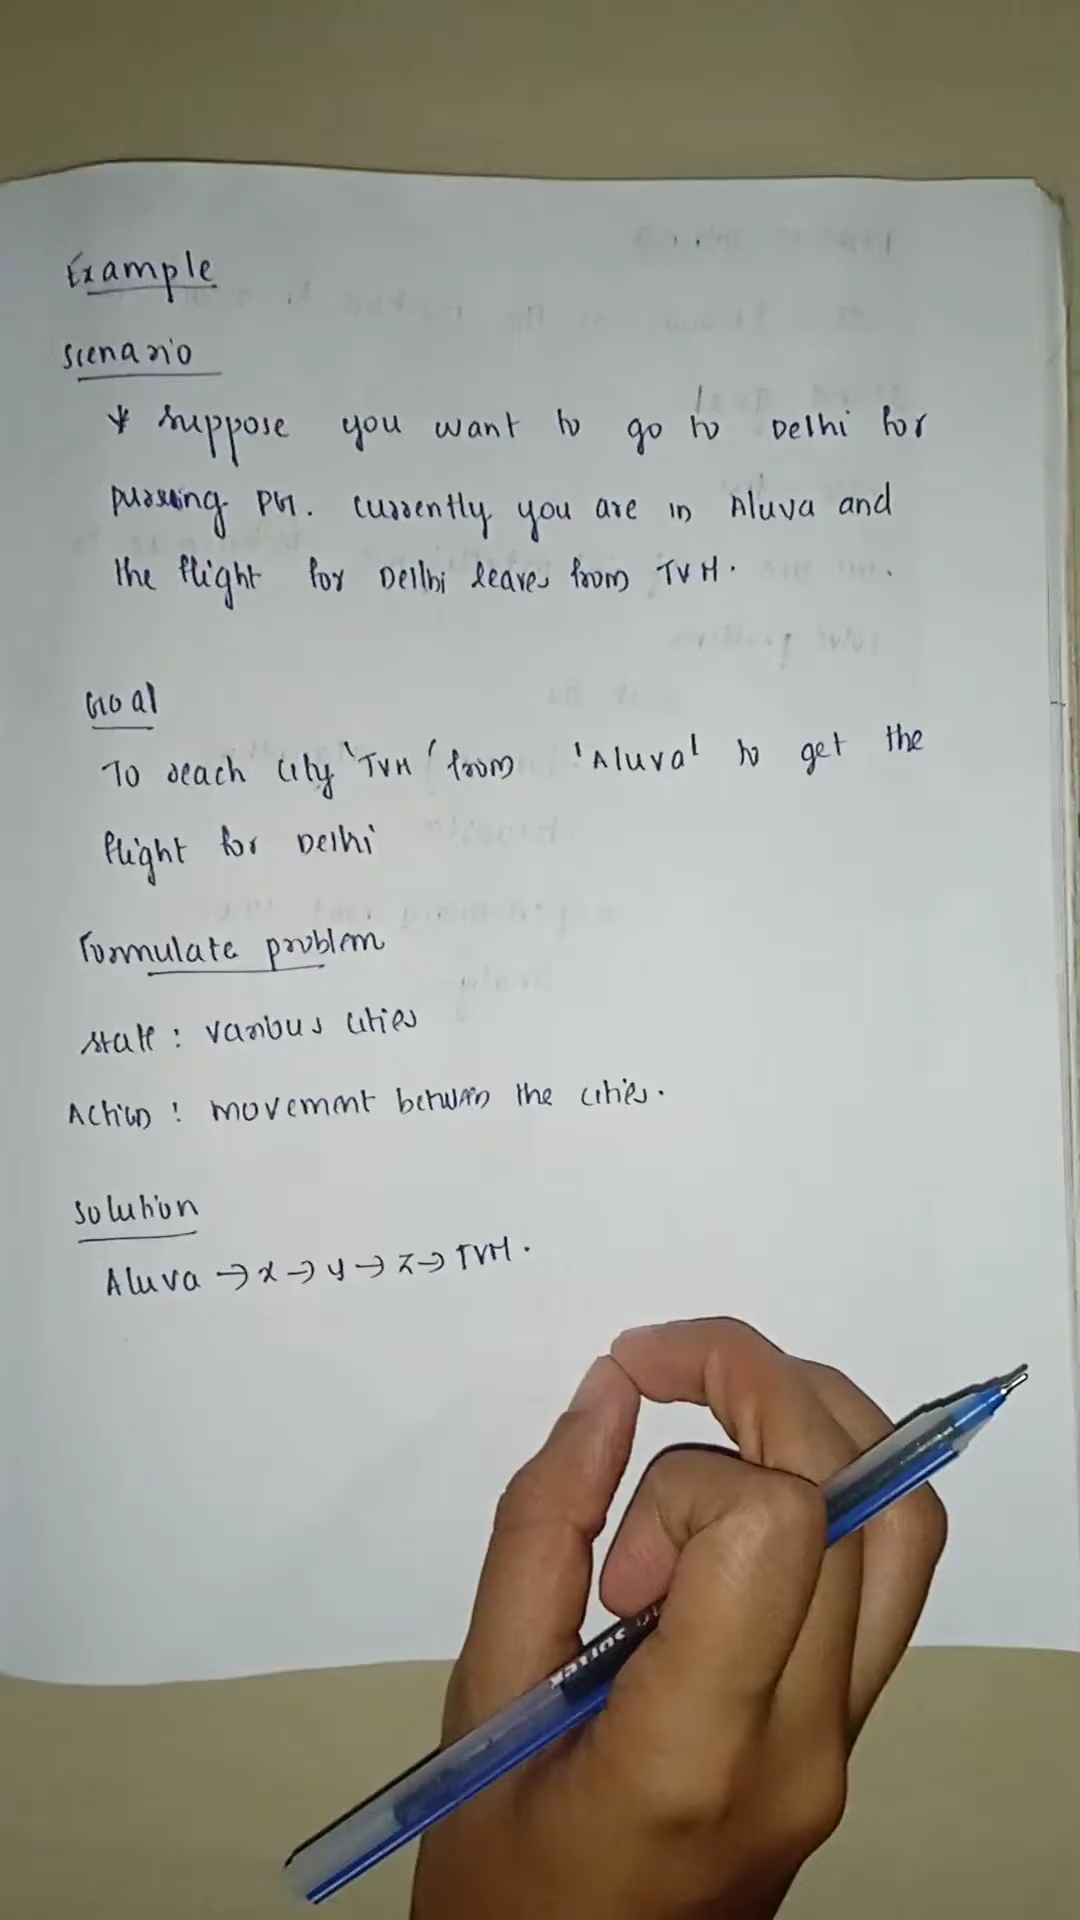 Example
Scenario
* Suppose you want to go to Delhi for
pursuing PG. Currently you are in Aluva and
the flight for Delhi leaves from TVM.
Goal
To reach city 'TVM' from 'Aluva' to get the
flight for Delhi
Formulate problem
State : various cities
Action : movement between the cities.
Solution
Aluva → x → y → z → TVM.